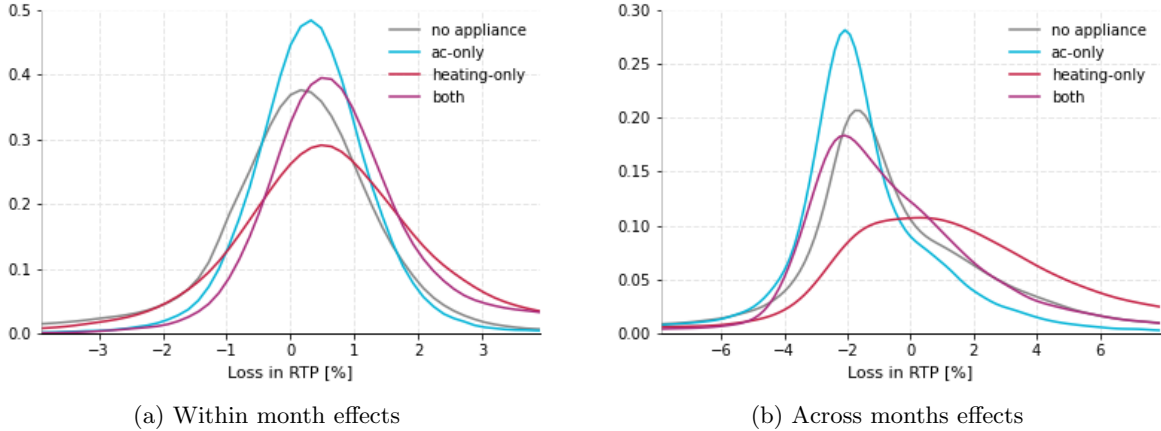 0.5
0.4
0.3
0.2
0.1
0.0
−3 −2 −1 0 1 2 3
Loss in RTP [%]
no appliance
ac-only
heating-only
both
(a) Within month effects
0.30
0.25
0.20
0.15
0.10
0.05
0.00
−6 −4 −2 0 2 4 6
Loss in RTP [%]
no appliance
ac-only
heating-only
both
(b) Across months effects